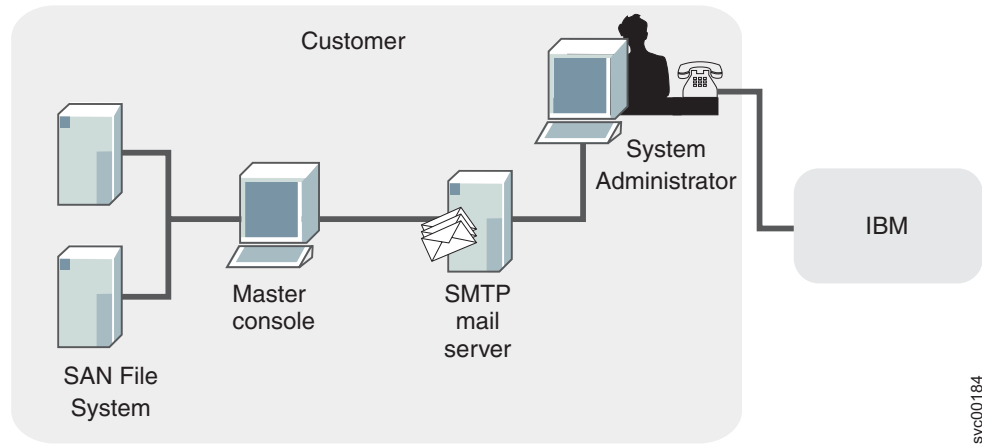 Customer
System
Administrator
IBM
Master
console
SMTP
mail
server
SAN File
System
svc00184